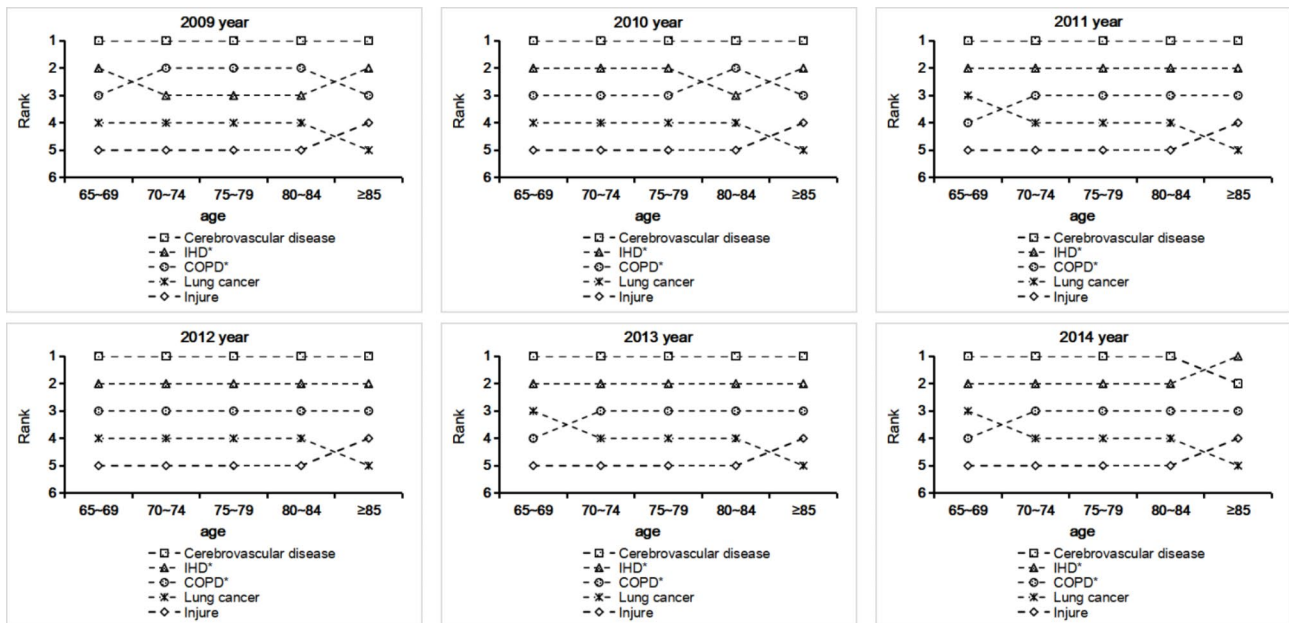 2009 year
1
2
3
4
5
6
Rank
65~69 70~74 75~79 80~84 ≥85
age
Cerebrovascular disease
IHD*
COPD*
Lung cancer
Injure
2010 year
1
2
3
4
5
6
Rank
65~69 70~74 75~79 80~84 ≥85
age
Cerebrovascular disease
IHD*
COPD*
Lung cancer
Injure
2011 year
1
2
3
4
5
6
Rank
65~69 70~74 75~79 80~84 ≥85
age
Cerebrovascular disease
IHD*
COPD*
Lung cancer
Injure
2012 year
1
2
3
4
5
6
Rank
65~69 70~74 75~79 80~84 ≥85
age
Cerebrovascular disease
IHD*
COPD*
Lung cancer
Injure
2013 year
1
2
3
4
5
6
Rank
65~69 70~74 75~79 80~84 ≥85
age
Cerebrovascular disease
IHD*
COPD*
Lung cancer
Injure
2014 year
1
2
3
4
5
6
Rank
65~69 70~74 75~79 80~84 ≥85
age
Cerebrovascular disease
IHD*
COPD*
Lung cancer
Injure